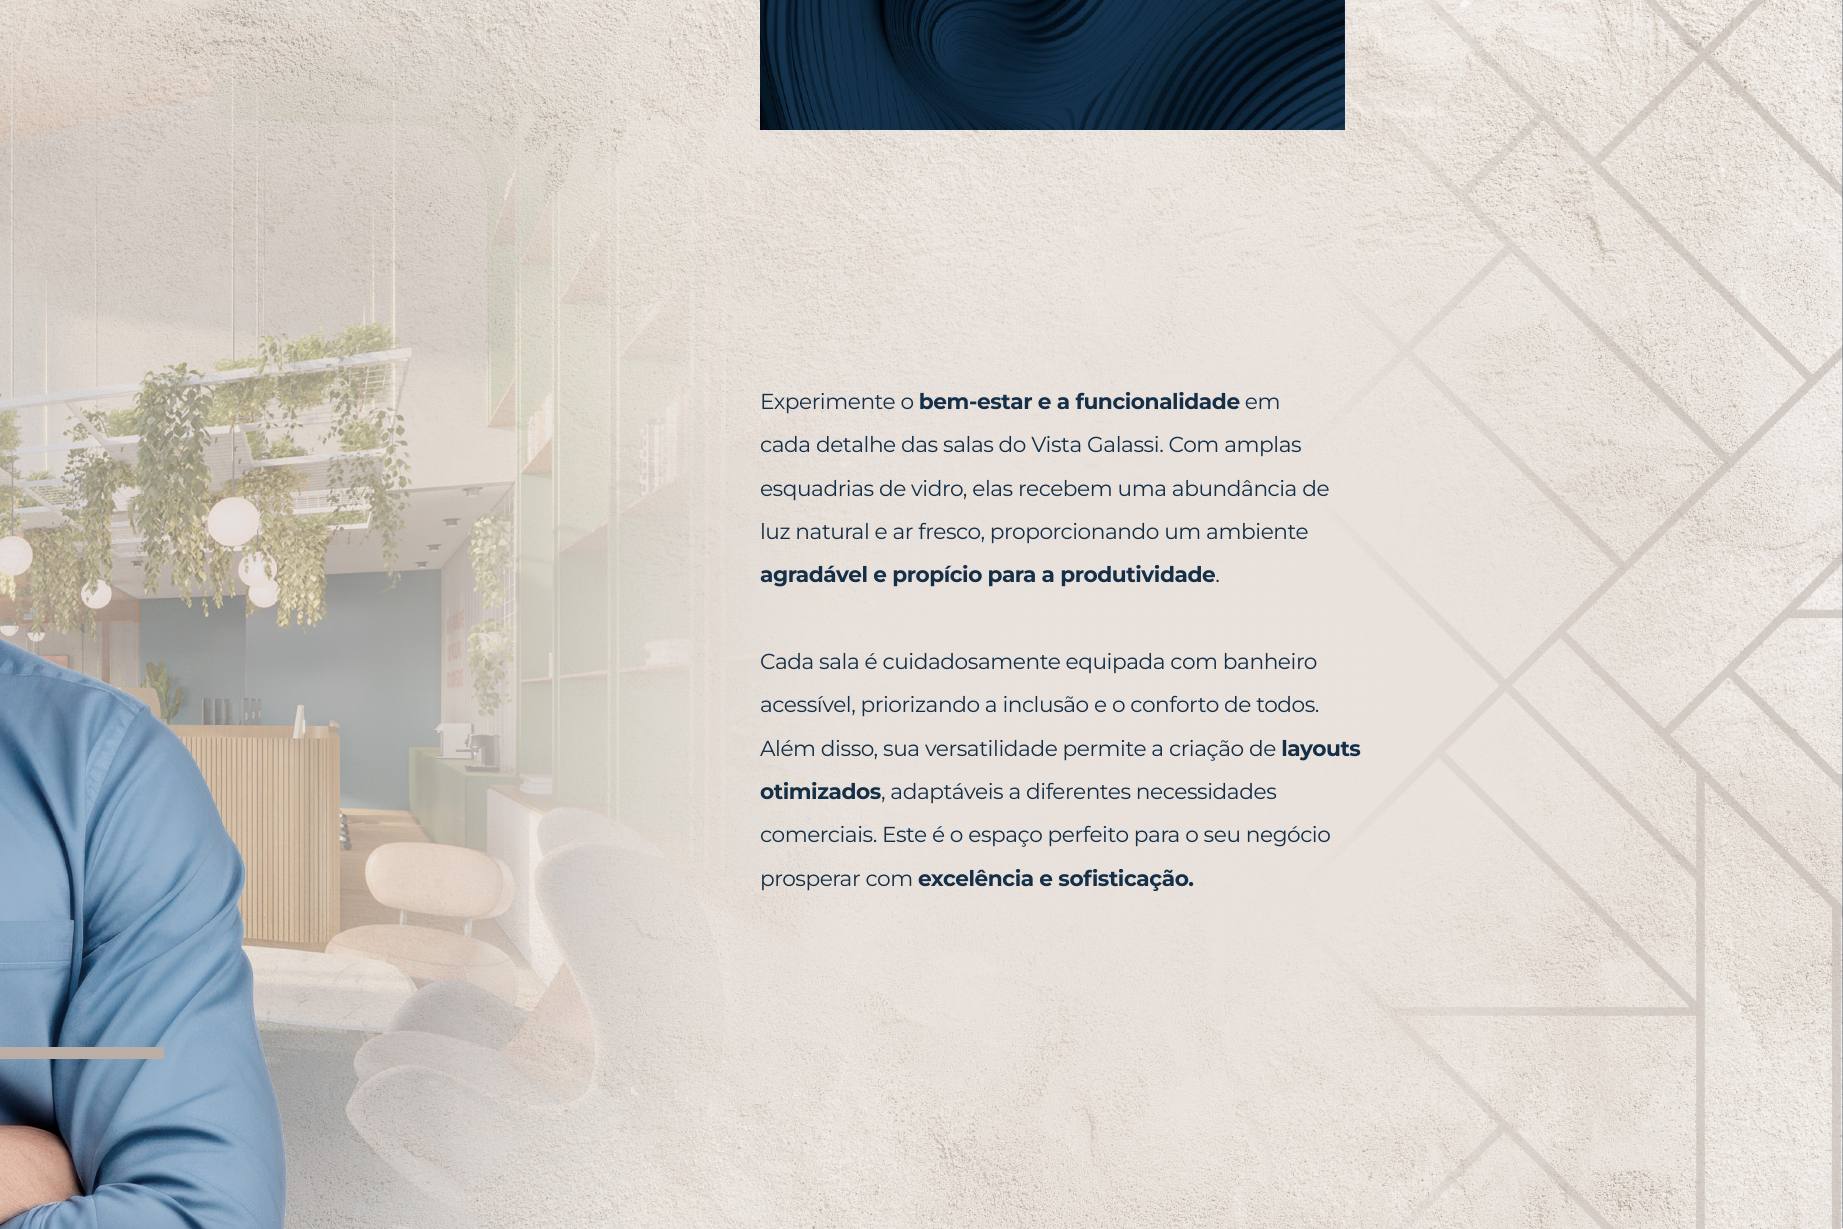 Experimente o bem-estar e a funcionalidade em
cada detalhe das salas do Vista Galassi. Com amplas
esquadrias de vidro, elas recebem uma abundância de
luz natural e ar fresco, proporcionando um ambiente
agradável e propício para a produtividade.
Cada sala é cuidadosamente equipada com banheiro
acessível, priorizando a inclusão e o conforto de todos.
Além disso, sua versatilidade permite a criação de layouts
otimizados, adaptáveis a diferentes necessidades
comerciais. Este é o espaço perfeito para o seu negócio
prosperar com excelência e sofisticação.